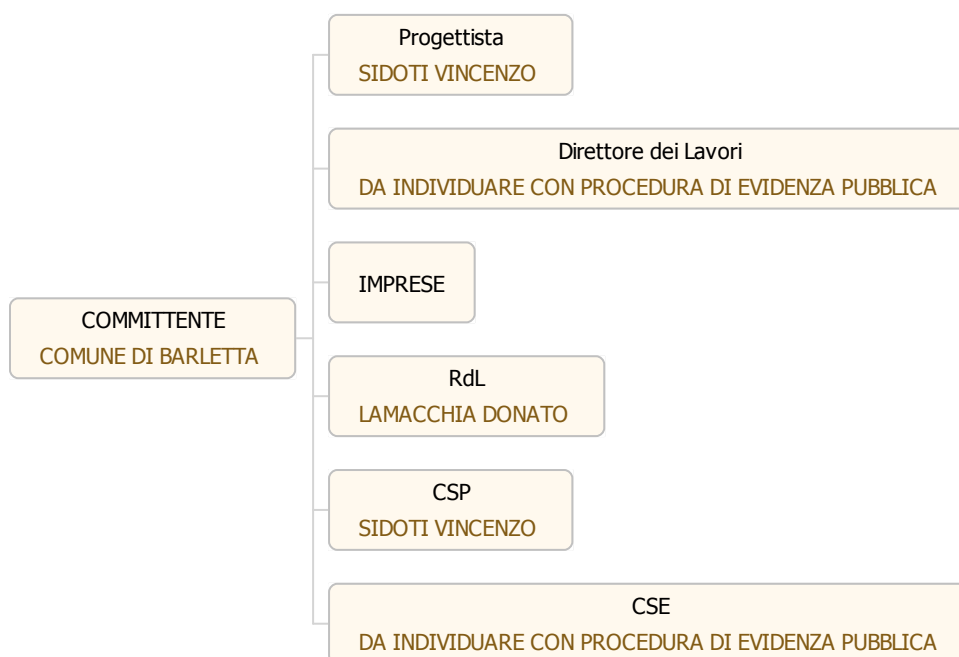 Progettista
SIDOTI VINCENZO
Direttore dei Lavori
DA INDIVIDUARE CON PROCEDURA DI EVIDENZA PUBBLICA
IMPRESE
COMMITTENTE
COMUNE DI BARLETTA
RdL
LAMACCHIA DONATO
CSP
SIDOTI VINCENZO
CSE
DA INDIVIDUARE CON PROCEDURA DI EVIDENZA PUBBLICA